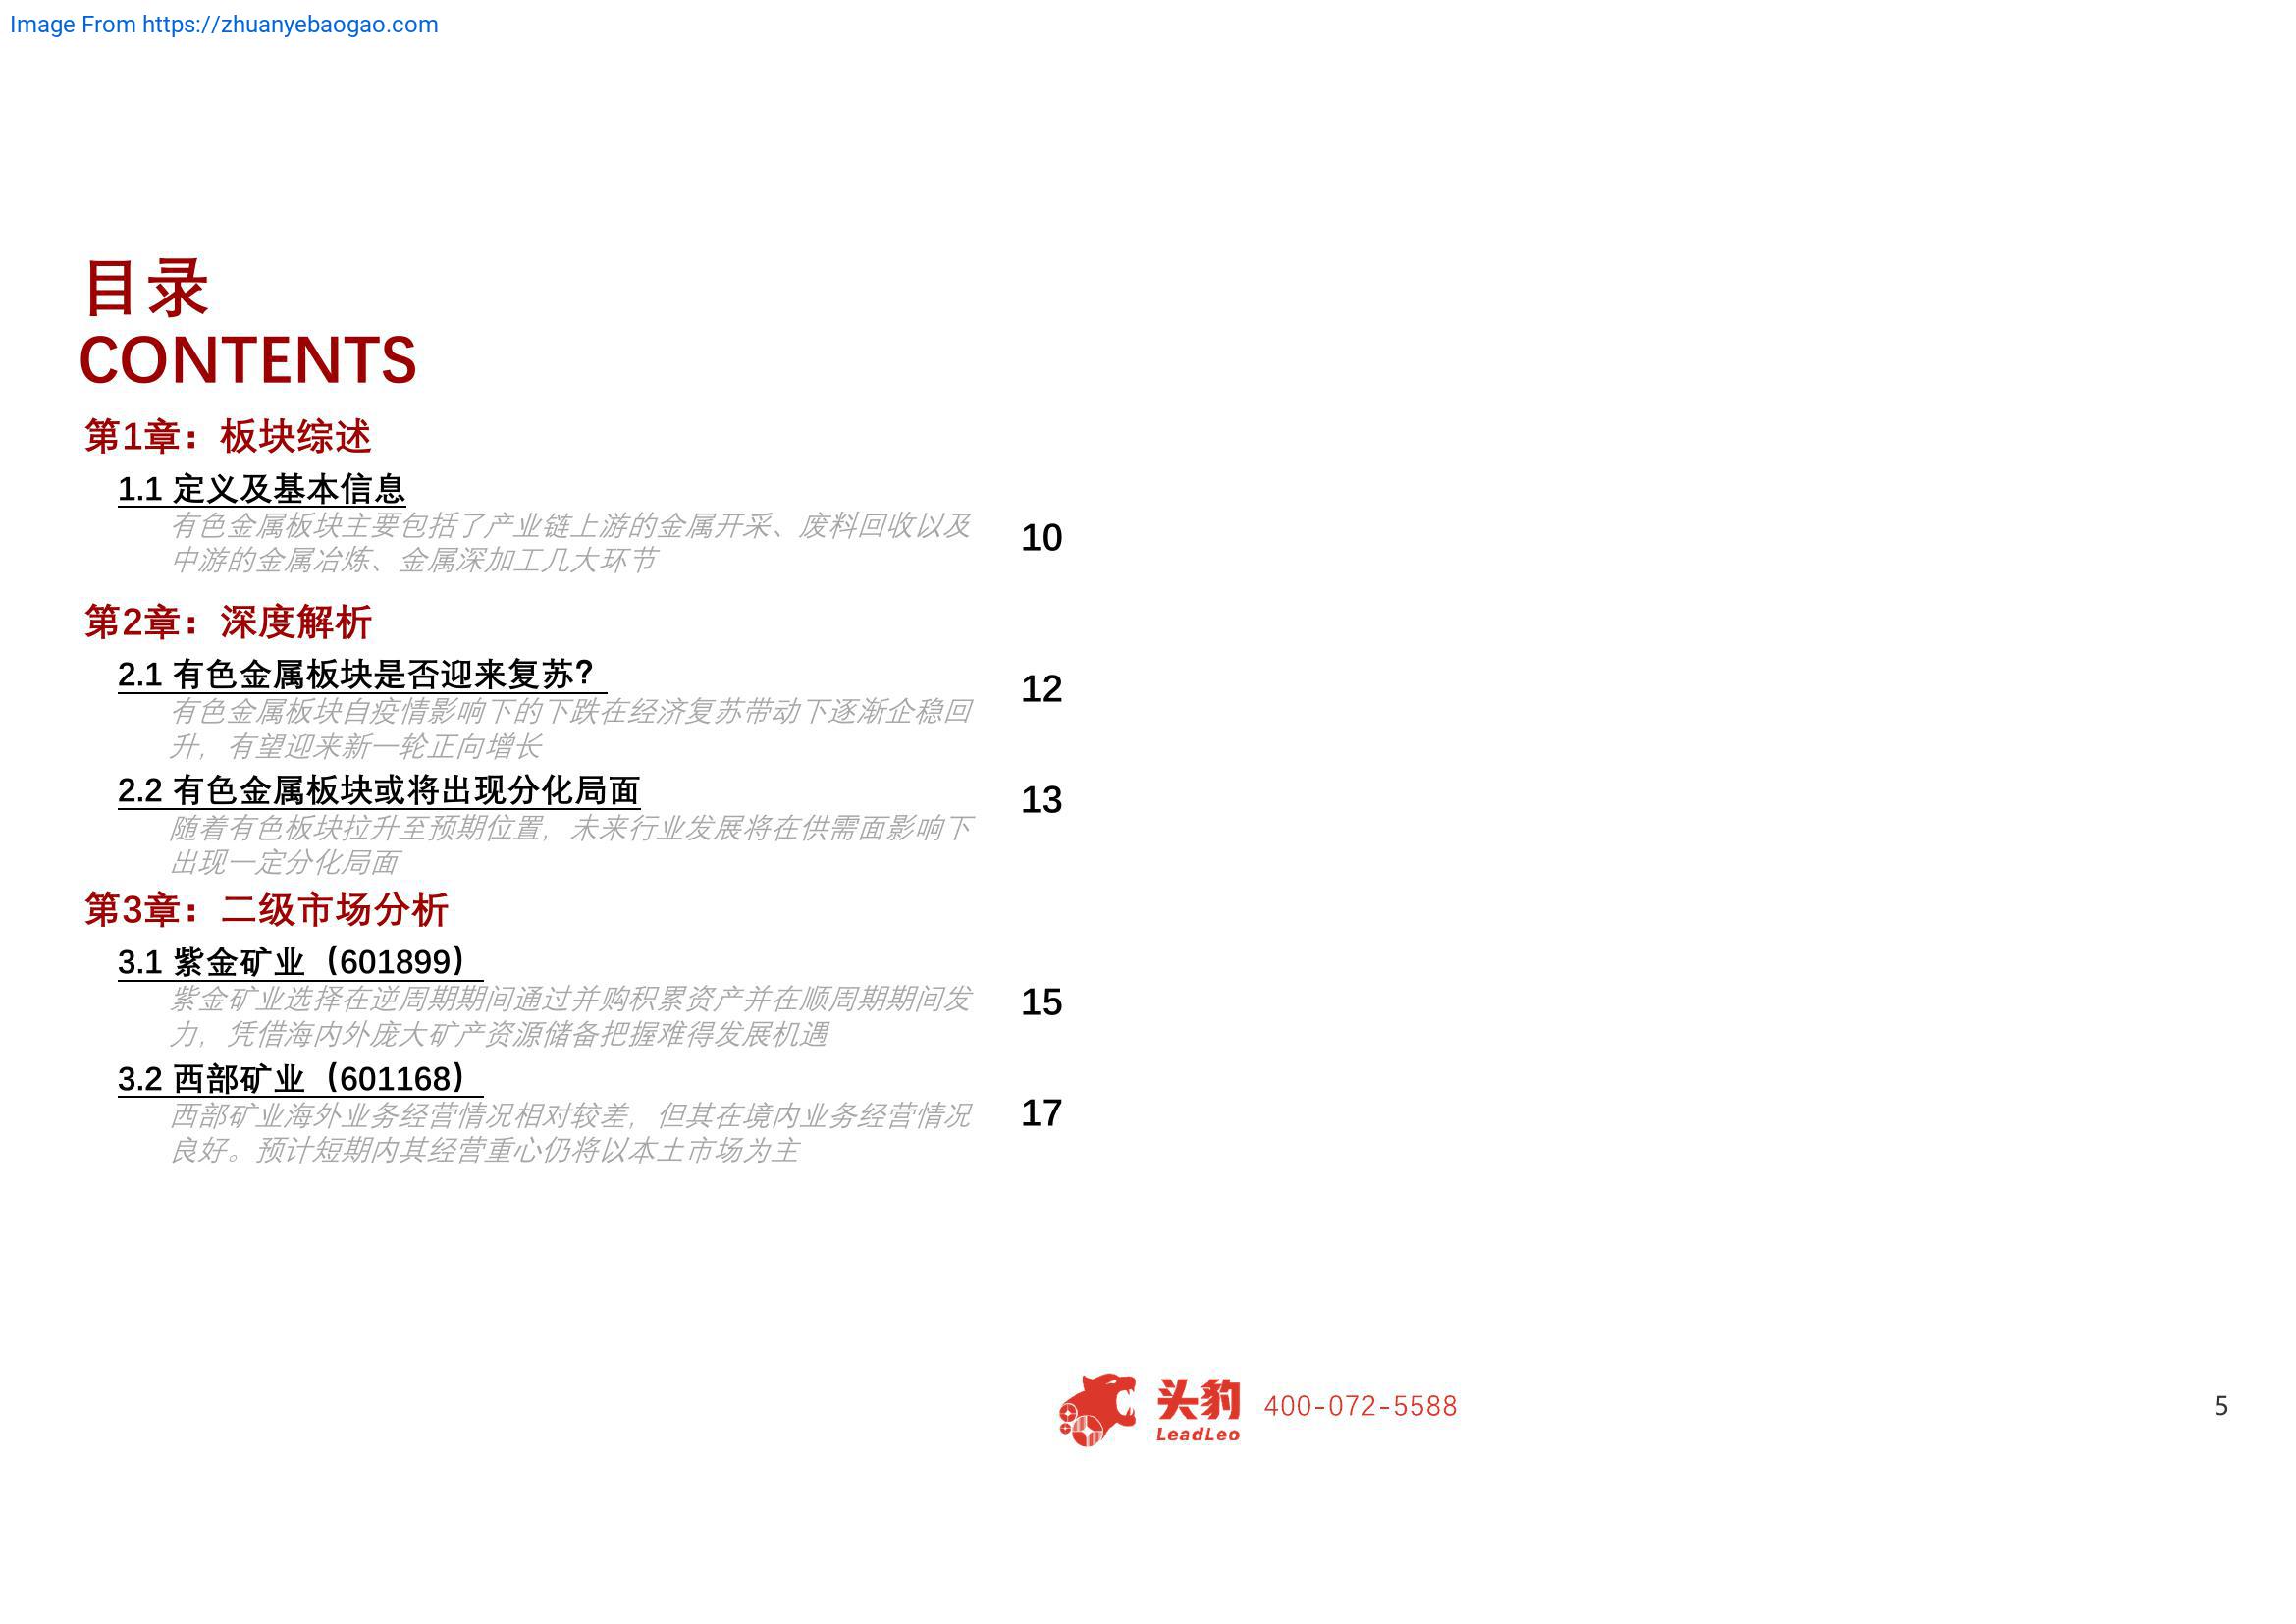 Image From https://zhuanyebaogao.com
目录
CONTENTS
第1章：板块综述
1.1 定义及基本信息
有色金属板块主要包括了产业链上游的金属开采、废料回收以及
中游的金属冶炼、金属深加工几大环节
10
第2章：深度解析
2.1 有色金属板块是否迎来复苏？
12
有色金属板块自疫情影响下的下跌在经济复苏带动下逐渐企稳回
升，有望迎来新一轮正向增长
2.2 有色金属板块或将出现分化局面
13
随着有色板块拉升至预期位置，未来行业发展将在供需面影响下
出现一定分化局面
第3章：二级市场分析
3.1 紫金矿业（601899）
紫金矿业选择在逆周期期间通过并购积累资产并在顺周期期间发
力，凭借海内外庞大矿产资源储备把握难得发展机遇
15
3.2 西部矿业（601168）
西部矿业海外业务经营情况相对较差，但其在境内业务经营情况
良好。预计短期内其经营重心仍将以本土市场为主
17
头豹
LeadLeo
400-072-5588
5